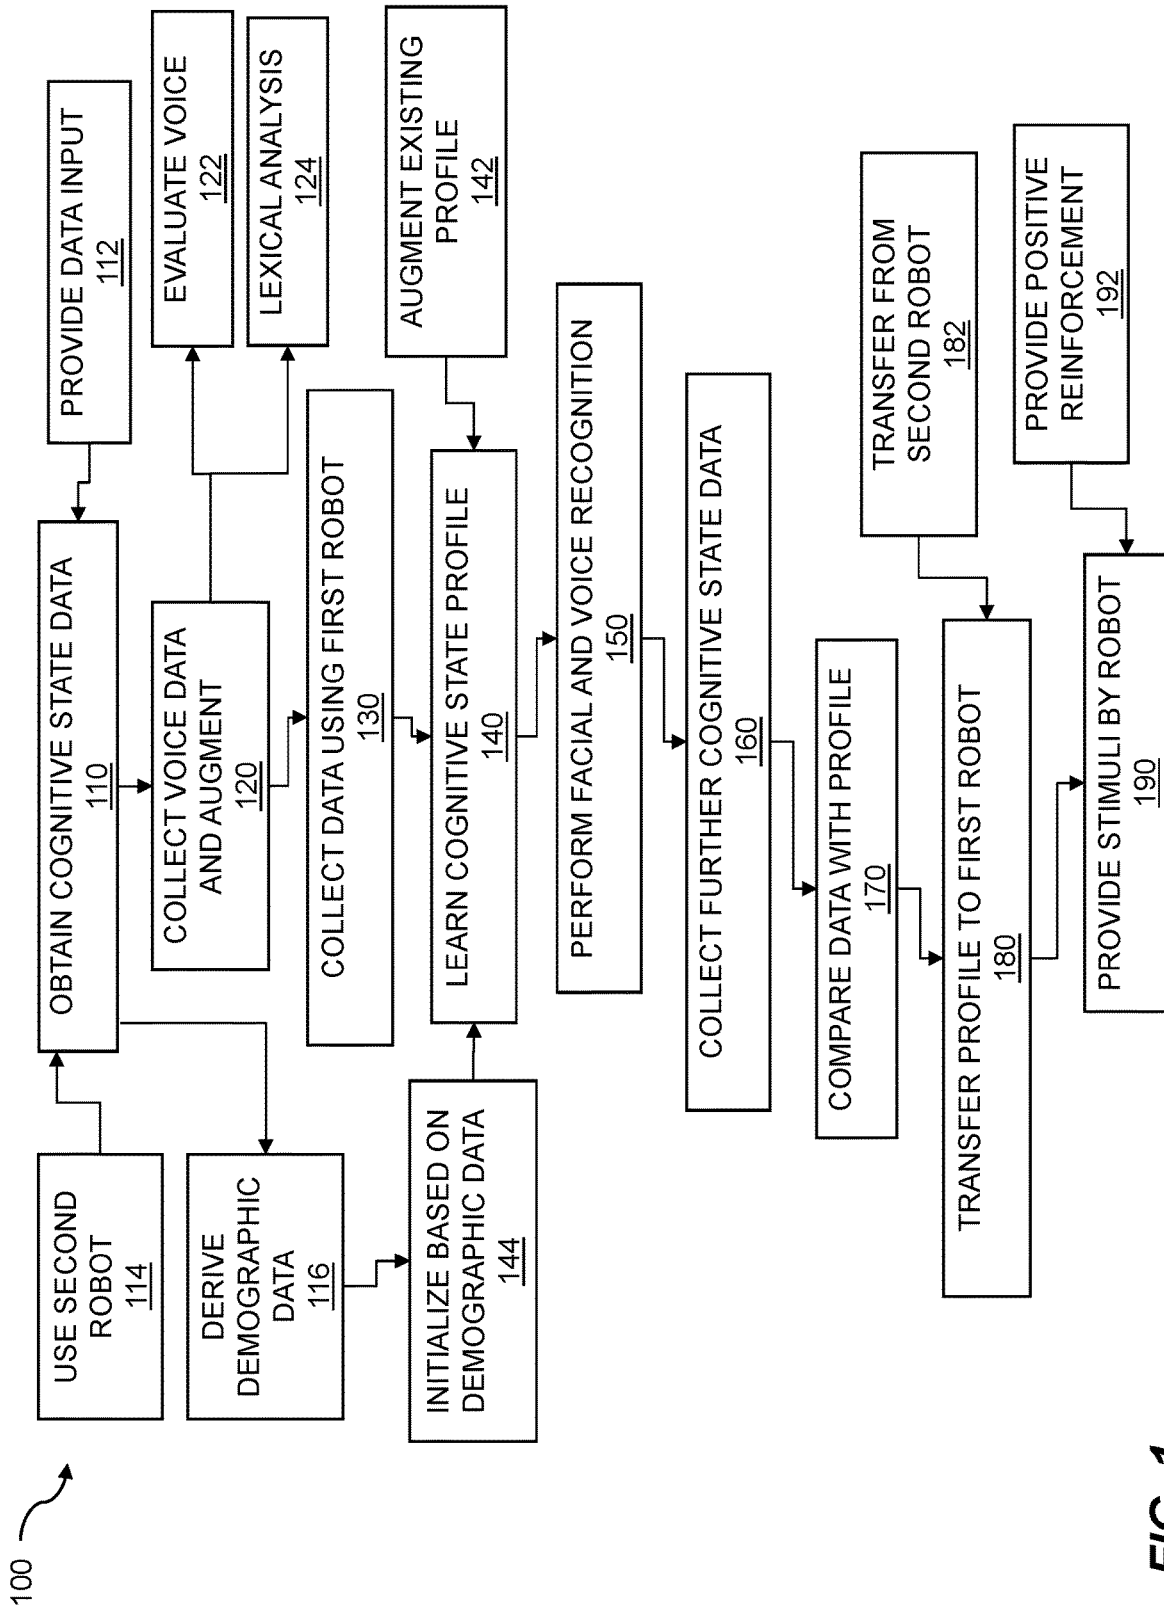 100
USE SECOND
ROBOT
114
OBTAIN COGNITIVE STATE DATA
110
PROVIDE DATA INPUT
112
DERIVE
DEMOGRAPHIC
DATA
116
COLLECT VOICE DATA
AND AUGMENT
120
EVALUATE VOICE
122
LEXICAL ANALYSIS
124
COLLECT DATA USING FIRST ROBOT
130
INITIALIZE BASED ON
DEMOGRAPHIC DATA
144
LEARN COGNITIVE STATE PROFILE
140
AUGMENT EXISTING
PROFILE
142
PERFORM FACIAL AND VOICE RECOGNITION
150
COLLECT FURTHER COGNITIVE STATE DATA
160
COMPARE DATA WITH PROFILE
170
TRANSFER PROFILE TO FIRST ROBOT
180
TRANSFER FROM
SECOND ROBOT
182
PROVIDE STIMULI BY ROBOT
190
PROVIDE POSITIVE
REINFORCEMENT
192
FIG. 1